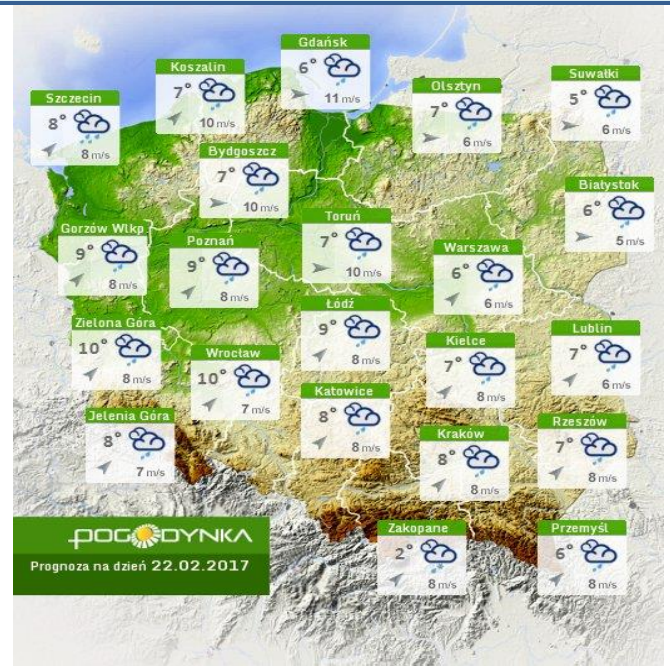 Gdańsk
6°
11 m/s
Koszalin
7°
10 m/s
Suwałki
5°
6 m/s
Olsztyn
7°
6 m/s
Szczecin
8°
8 m/s
Bydgoszcz
7°
10 m/s
Białystok
6°
5 m/s
Toruń
7°
10 m/s
Gorzów Wlkp
9°
8 m/s
Poznań
9°
8 m/s
Warszawa
6°
6 m/s
Łódź
9°
8 m/s
Zielona Góra
10°
8 m/s
Lublin
7°
6 m/s
Kielce
7°
8 m/s
Wrocław
10°
7 m/s
Katowice
8°
8 m/s
Jelenia Góra
8°
7 m/s
Rzeszów
7°
8 m/s
Kraków
8°
8 m/s
Zakopane
2°
8 m/s
Przemyśl
6°
8 m/s
POGODYNKA
Prognoza na dzień 22.02.2017